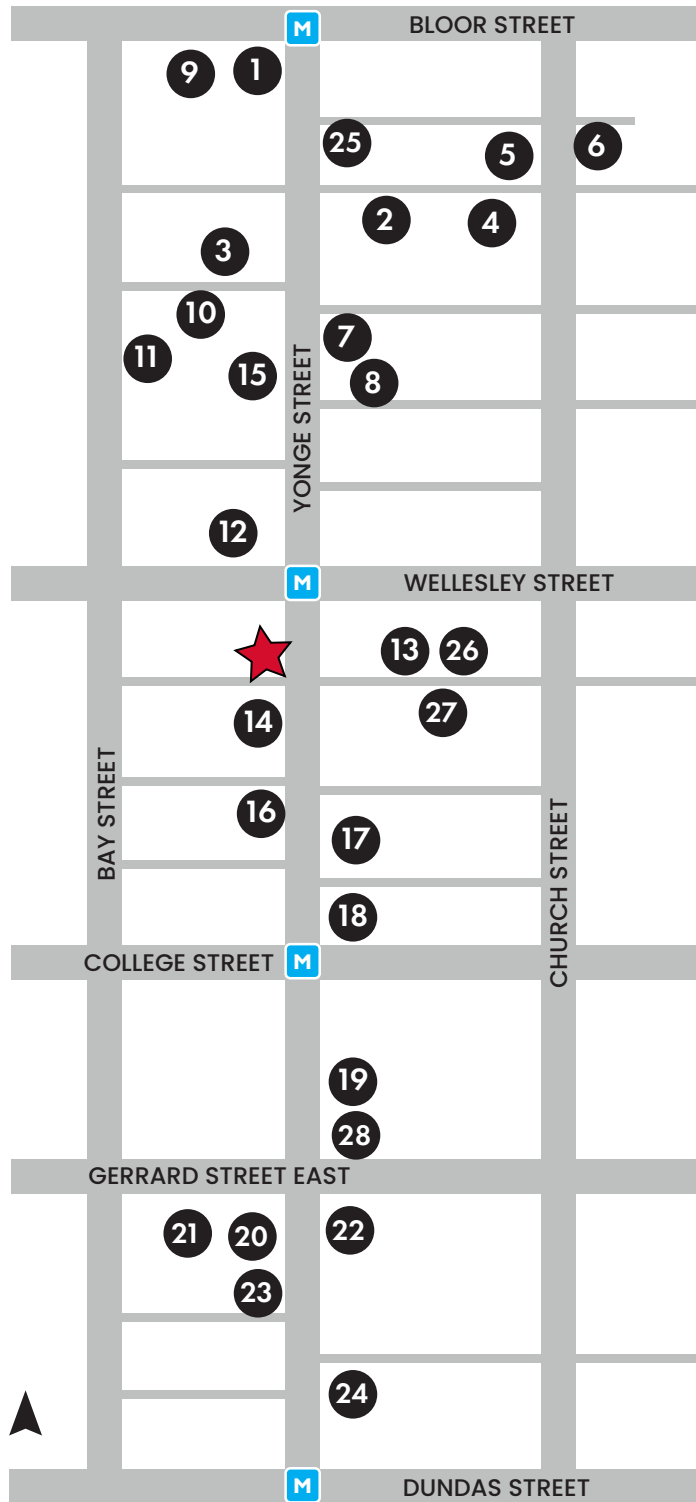 M
BLOOR STREET
9
1
25
5
6
2
4
3
10
7
11
15
8
YONGE STREET
12
M
WELLESLEY STREET
13
26
14
27
BAY STREET
16
17
18
CHURCH STREET
COLLEGE STREET
M
19
28
GERRARD STREET EAST
21
20
22
23
24
M
DUNDAS STREET